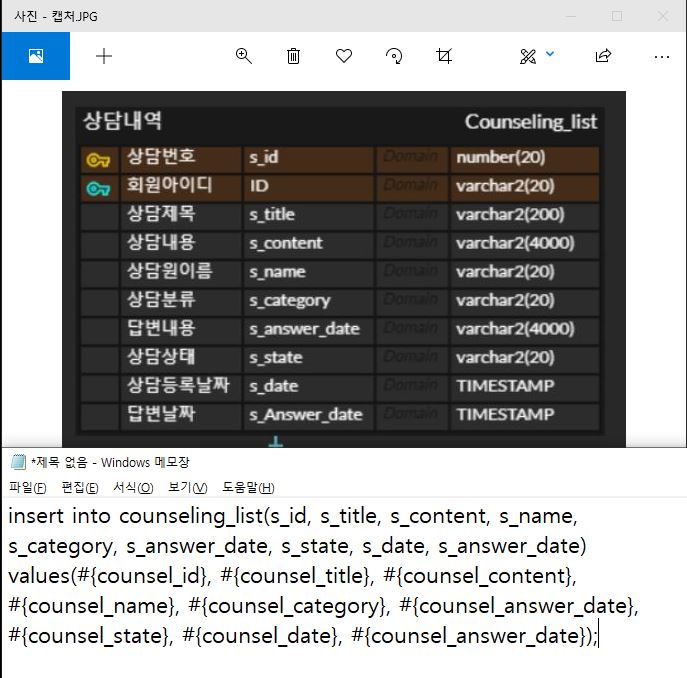 사진 - 캡처.JPG
상담내역 Counseling_list
상담번호 s_id Domain number(20)
회원아이디 ID Domain varchar2(20)
상담제목 s_title Domain varchar2(200)
상담내용 s_content Domain varchar2(4000)
상담원이름 s_name Domain varchar2(20)
상담분류 s_category Domain varchar2(20)
답변내용 s_answer_date Domain varchar2(4000)
상담상태 s_state Domain varchar2(20)
상담등록날짜 s_date Domain TIMESTAMP
답변날짜 s_Answer_date Domain TIMESTAMP
*제목 없음 - Windows 메모장
파일(F) 편집(E) 서식(O) 보기(V) 도움말(H)
insert into counseling_list(s_id, s_title, s_content, s_name,
s_category, s_answer_date, s_state, s_date, s_answer_date)
values(#{counsel_id}, #{counsel_title}, #{counsel_content},
#{counsel_name}, #{counsel_category}, #{counsel_answer_date},
#{counsel_state}, #{counsel_date}, #{counsel_answer_date});